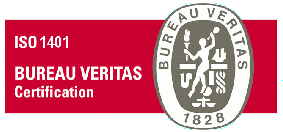 ISO 1401
BUREAU VERITAS
Certification
BUREAU VERITAS
1828